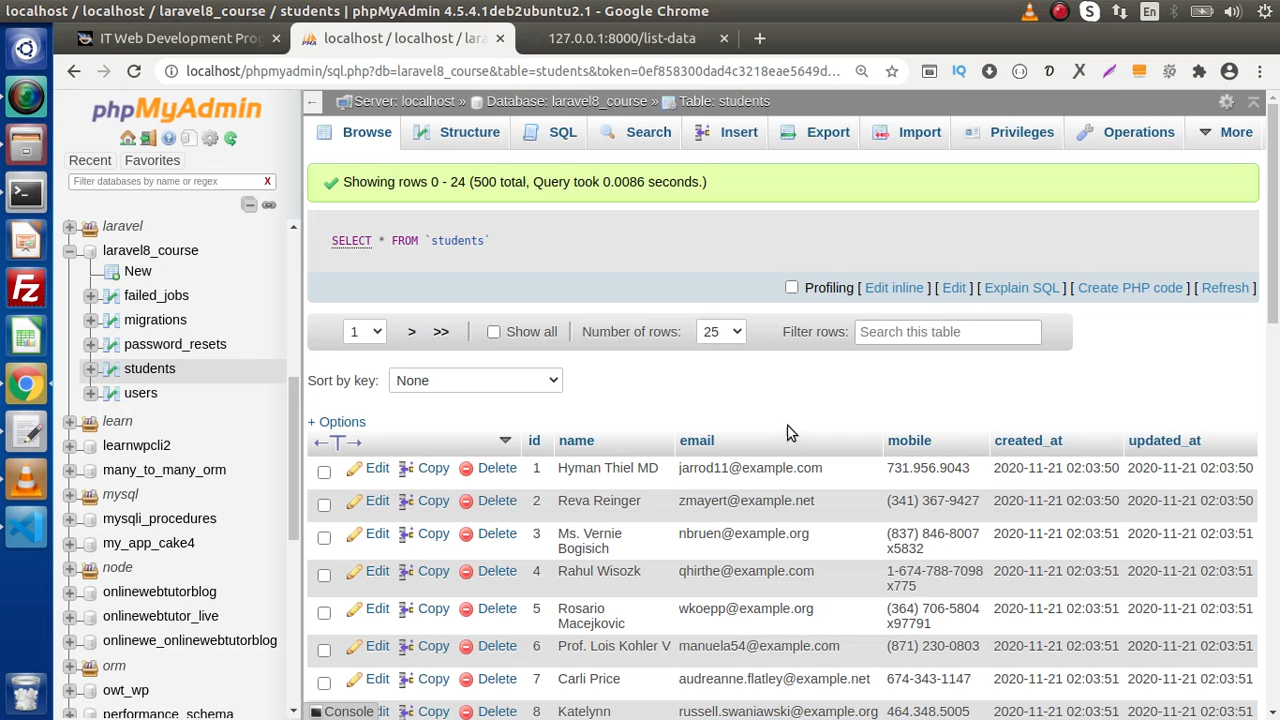 localhost / localhost / laravel8_course / students | phpMyAdmin 4.5.4.1deb2ubuntu2.1 - Google Chrome
En
IT Web Development Pro
localhost / localhost / lara
127.0.0.1:8000/list-data
localhost/phpmyadmin/sql.php?db=laravel8_course&table=students&token=0ef858300dad4c3218eae5649d...
phpMyAdmin
Recent Favorites
Filter databases by name or regex X
laravel
laravel8_course
New
failed_jobs
migrations
password_resets
students
users
learn
learnwpcli2
many_to_many_orm
mysql
mysqli_procedures
my_app_cake4
node
onlinewebtutorblog
onlinewebtutor_live
onlinewe_onlinewebtutorblog
orm
owt_wp
performance_schema
Server: localhost » Database: laravel8_course » Table: students
Browse Structure SQL Search Insert Export Import Privileges Operations More
Showing rows 0 - 24 (500 total, Query took 0.0086 seconds.)
SELECT * FROM `students`
Profiling [ Edit inline ] [ Edit ] [ Explain SQL ] [ Create PHP code ] [ Refresh ]
1 > >> Show all Number of rows: 25 Filter rows: Search this table
Sort by key: None
+ Options
id name email mobile created_at updated_at
Edit Copy Delete 1 Hyman Thiel MD jarrod11@example.com 731.956.9043 2020-11-21 02:03:50 2020-11-21 02:03:50
Edit Copy Delete 2 Reva Reinger zmayert@example.net (341) 367-9427 2020-11-21 02:03:50 2020-11-21 02:03:50
Edit Copy Delete 3 Ms. Vernie Bogisich nbruen@example.org (837) 846-8007 x5832 2020-11-21 02:03:51 2020-11-21 02:03:51
Edit Copy Delete 4 Rahul Wisozk qhirthe@example.com 1-674-788-7098 x775 2020-11-21 02:03:51 2020-11-21 02:03:51
Edit Copy Delete 5 Rosario Macejkovic wkoepp@example.org (364) 706-5804 x97791 2020-11-21 02:03:51 2020-11-21 02:03:51
Edit Copy Delete 6 Prof. Lois Kohler V manuela54@example.com (871) 230-0803 2020-11-21 02:03:51 2020-11-21 02:03:51
Edit Copy Delete 7 Carli Price audreanne.flatley@example.net 674-343-1147 2020-11-21 02:03:51 2020-11-21 02:03:51
Copy Delete 8 Katelynn russell.swaniawski@example.org 464.348.5005 2020-11-21 02:03:51 2020-11-21 02:03:51
Console